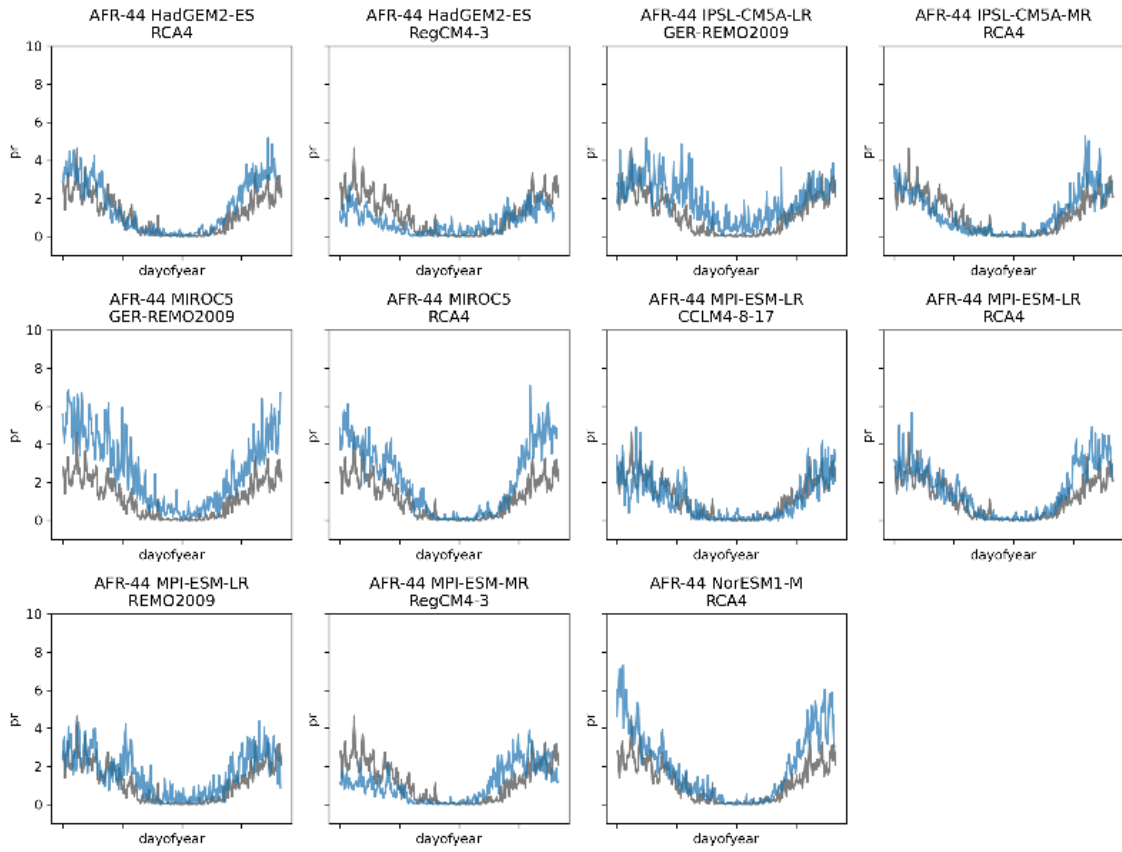 AFR-44 HadGEM2-ES
RCA4
AFR-44 HadGEM2-ES
RegCM4-3
AFR-44 IPSL-CM5A-LR
GER-REMO2009
AFR-44 IPSL-CM5A-MR
RCA4
10
8
6
4
2
0
pr
pr
pr
pr
dayofyear
dayofyear
dayofyear
dayofyear
AFR-44 MIROC5
GER-REMO2009
AFR-44 MIROC5
RCA4
AFR-44 MPI-ESM-LR
CCLM4-8-17
AFR-44 MPI-ESM-LR
RCA4
10
8
6
4
2
0
pr
pr
pr
pr
dayofyear
dayofyear
dayofyear
dayofyear
AFR-44 MPI-ESM-LR
REMO2009
AFR-44 MPI-ESM-MR
RegCM4-3
AFR-44 NorESM1-M
RCA4
10
8
6
4
2
0
pr
pr
pr
dayofyear
dayofyear
dayofyear